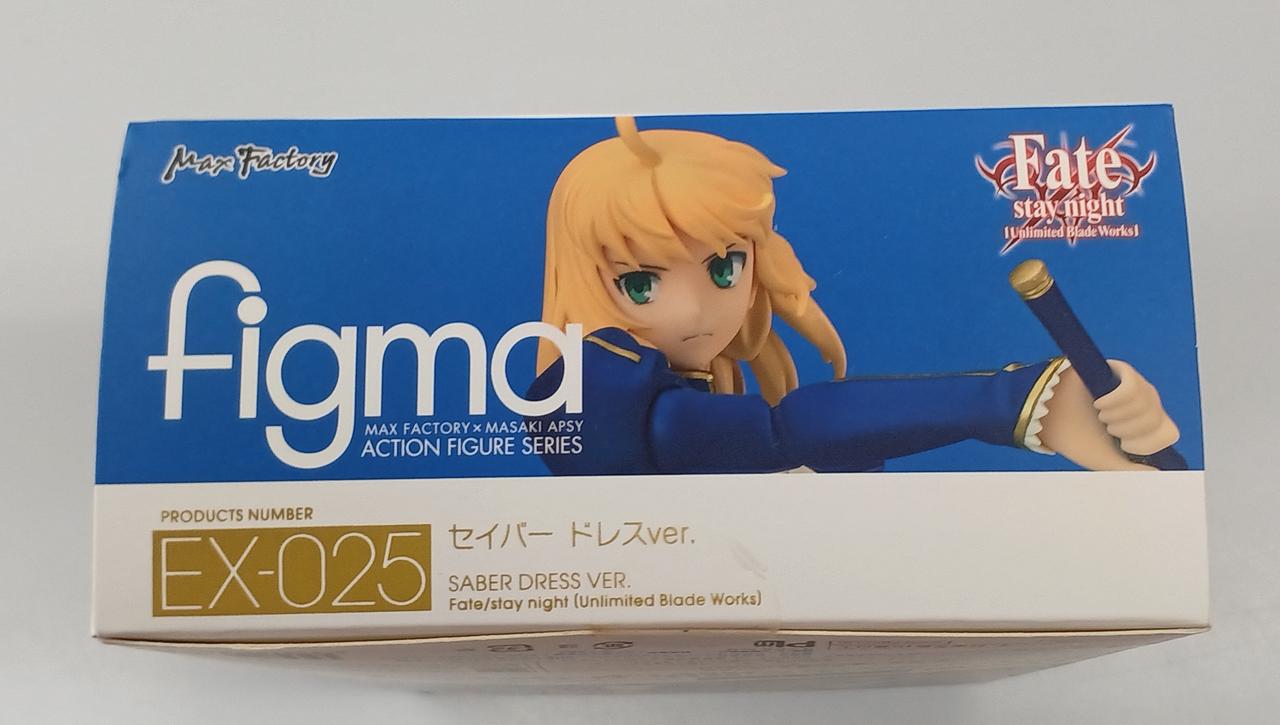 Max Factory
Fate
stay night
[Unlimited Blade Works]
figma
MAX FACTORY × MASAKI APSY
ACTION FIGURE SERIES
PRODUCTS NUMBER
EX-025
セイバー ドレスver.
SABER DRESS VER.
Fate/stay night [Unlimited Blade Works]